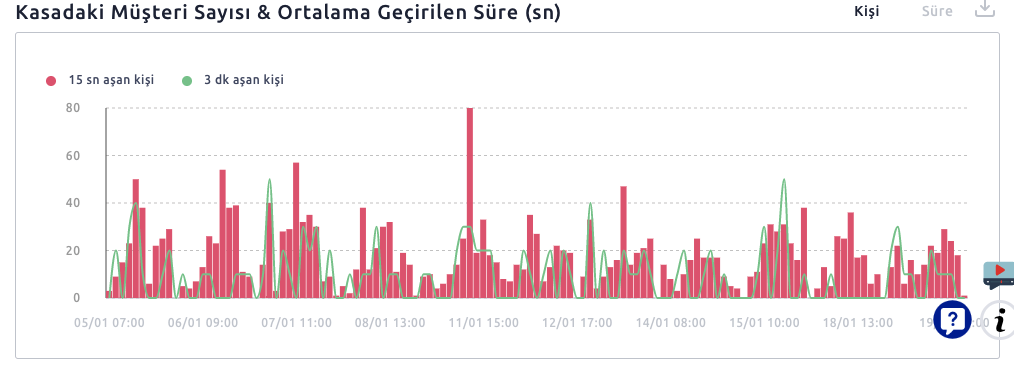 Kasadaki Müşteri Sayısı & Ortalama Geçirilen Süre (sn)
Kişi Süre
15 sn aşan kişi 3 dk aşan kişi
80
60
40
20
0
05/01 07:00 06/01 09:00 07/01 11:00 08/01 13:00 11/01 15:00 12/01 17:00 14/01 08:00 15/01 10:00 18/01 13:00